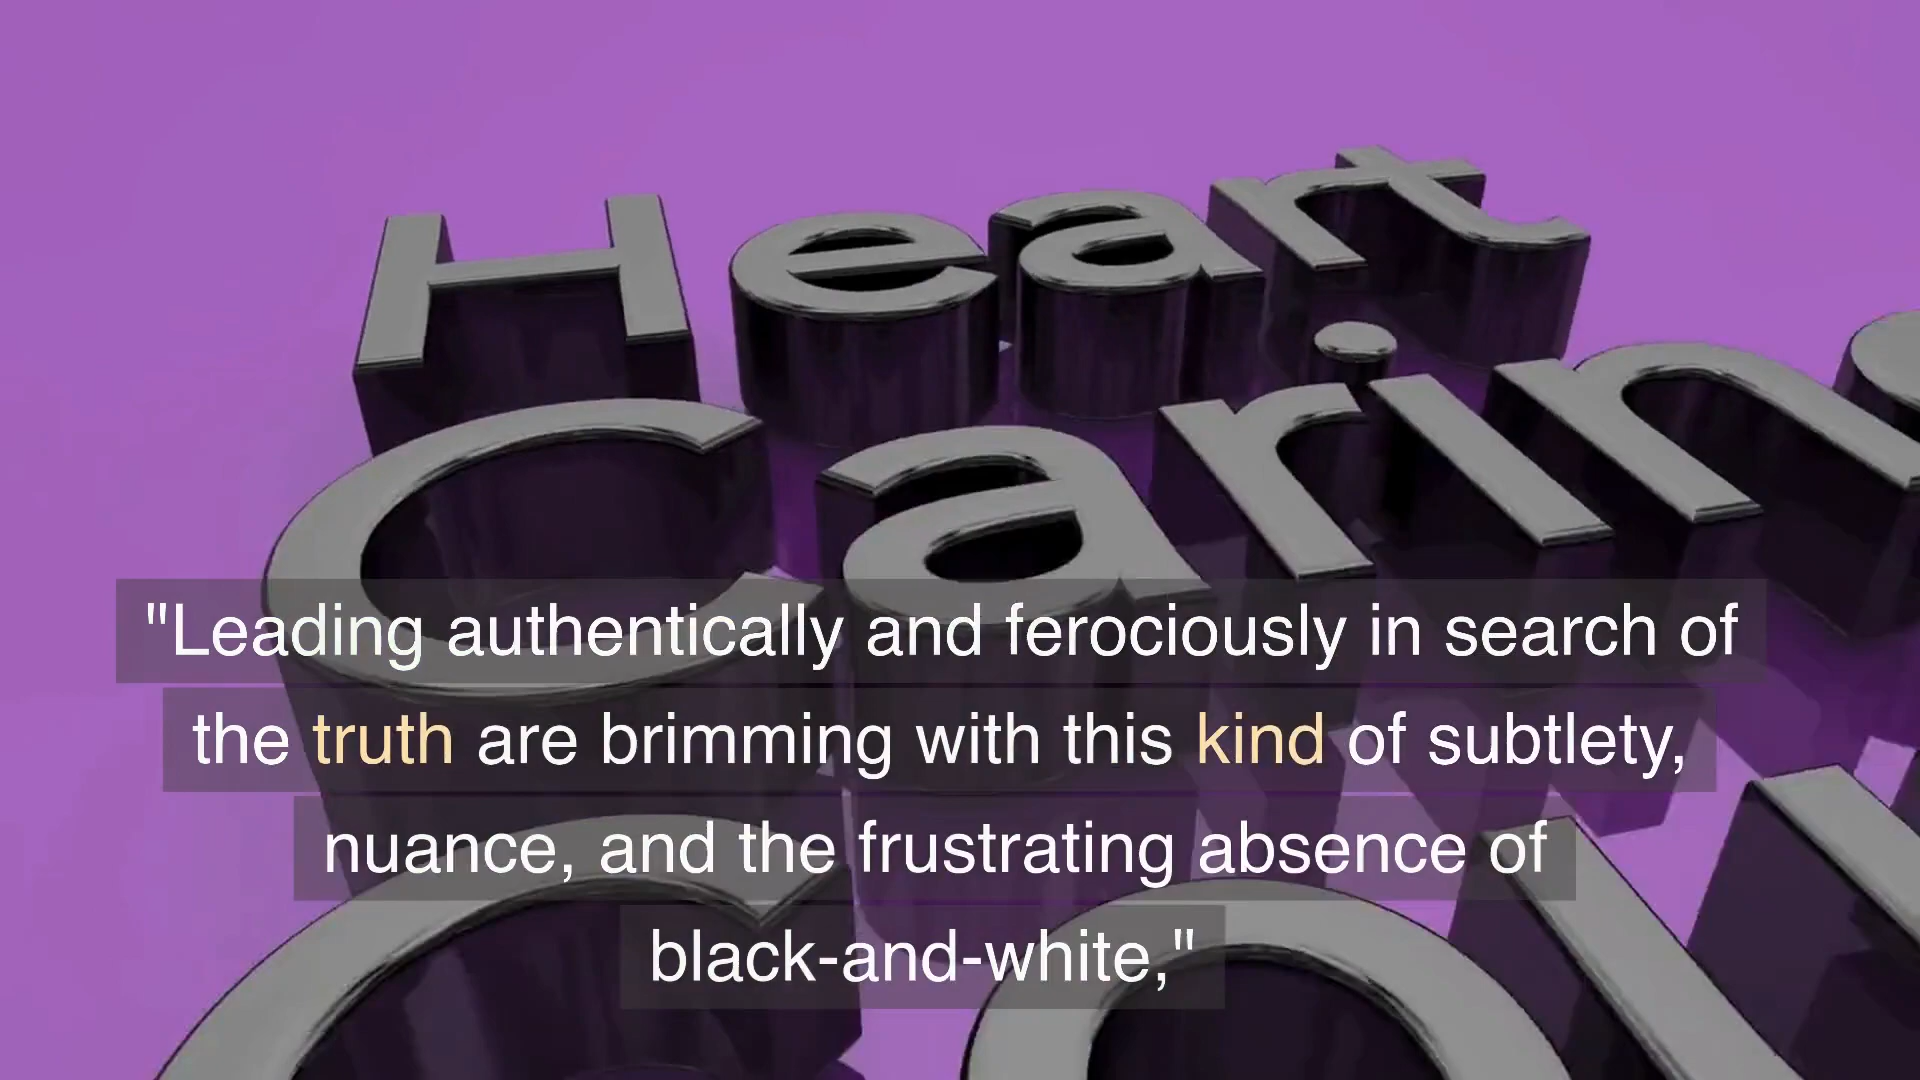 Heart
"Leading authentically and ferociously in search of
the truth are brimming with this kind of subtlety,
nuance, and the frustrating absence of
black-and-white,"